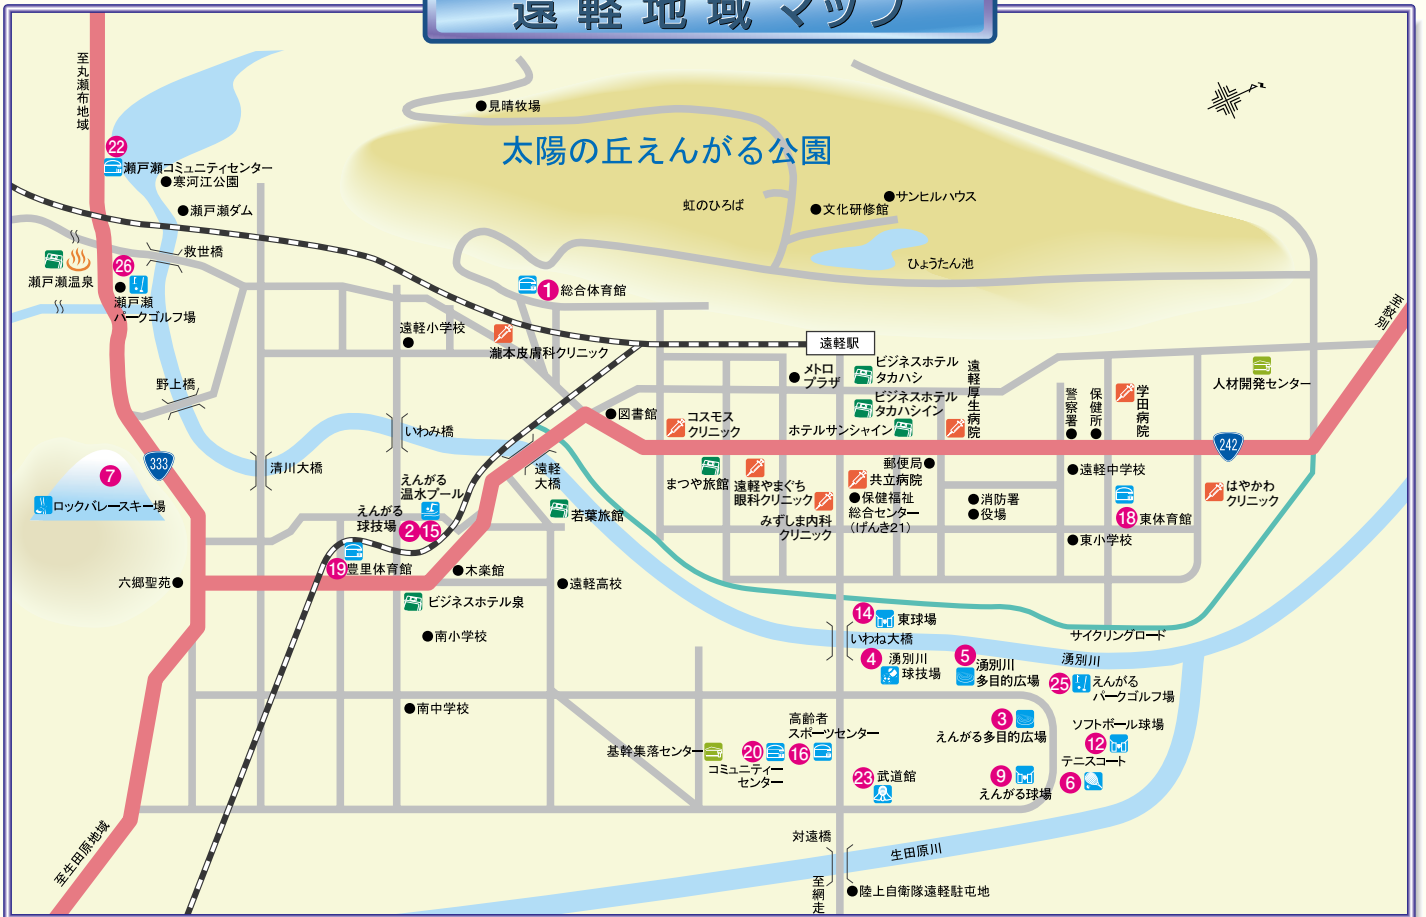 遠軽地域マップ
至丸瀬布地域
見晴牧場
太陽の丘えんがる公園
22
瀬戸瀬コミュニティセンター
寒河江公園
瀬戸瀬ダム
サンヒルハウス
虹のひろば
文化研修館
救世橋
ひょうたん池
26
瀬戸瀬温泉
瀬戸瀬
パークゴルフ場
1
総合体育館
至紋別
遠軽小学校
瀧本皮膚科クリニック
遠軽駅
メトロ
プラザ
ビジネスホテル
タカハシ
遠軽厚生病院
人材開発センター
野上橋
ビジネスホテル
タカハシイン
警察署
保健所
学田病院
図書館
コスモス
クリニック
ホテルサンシャイン
いわみ橋
242
333
清川大橋
遠軽
大橋
郵便局
遠軽中学校
7
ロックバレースキー場
えんがる
温水プール
まつや旅館
遠軽やまぐち
眼科クリニック
共立病院
はやかわ
クリニック
えんがる
球技場
2
15
若葉旅館
みずしま内科
クリニック
保健福祉
総合センター
(げんき21)
消防署
役場
18
東体育館
東小学校
19
豊里体育館
木楽館
六郷聖苑
遠軽高校
ビジネスホテル泉
14
東球場
南小学校
いわね大橋
サイクリングロード
4
湧別川
球技場
5
湧別川
多目的広場
湧別川
25
えんがる
パークゴルフ場
南中学校
高齢者
スポーツセンター
3
えんがる多目的広場
ソフトボール球場
12
基幹集落センター
20
コミュニティー
センター
16
テニスコート
6
23
武道館
9
えんがる球場
対遠橋
至生田原地域
生田原川
至網走
陸上自衛隊遠軽駐屯地